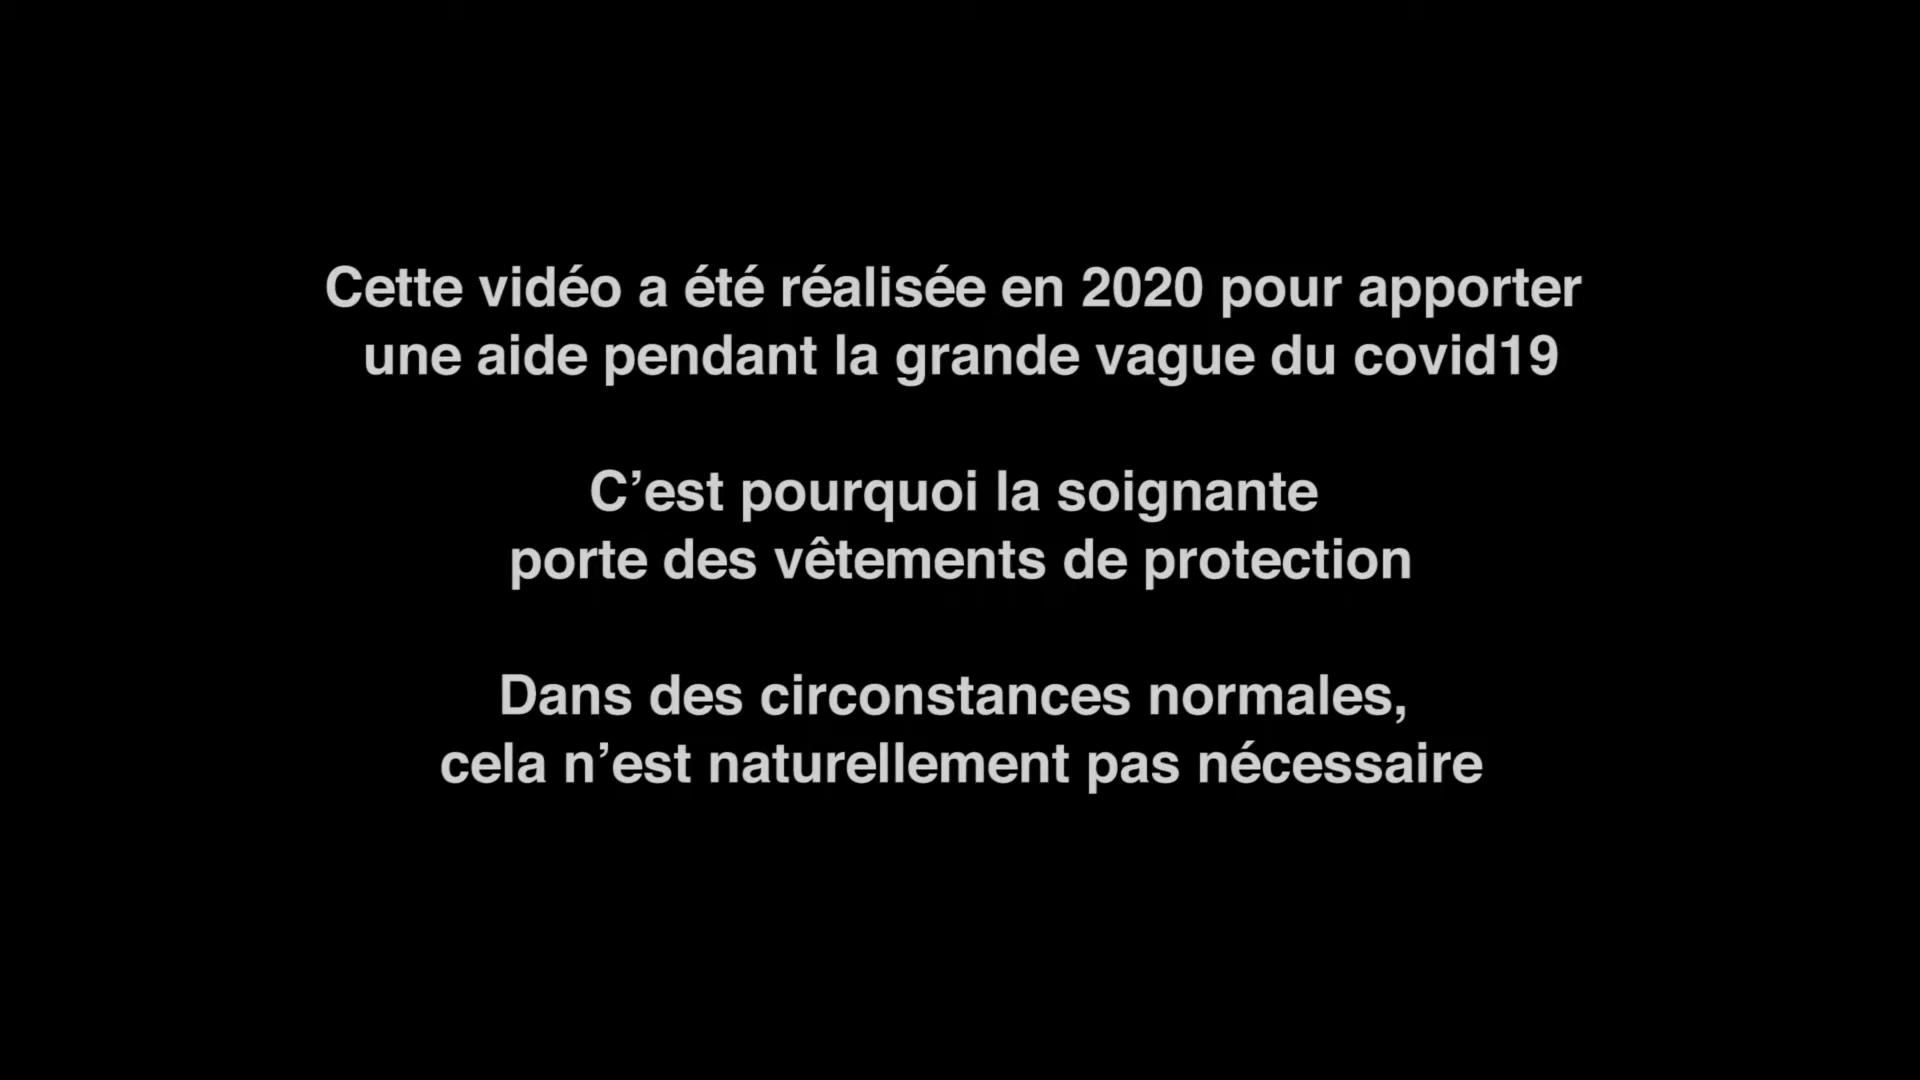 Cette vidéo a été réalisée en 2020 pour apporter
une aide pendant la grande vague du covid19
C’est pourquoi la soignante
porte des vêtements de protection
Dans des circonstances normales,
cela n’est naturellement pas nécessaire